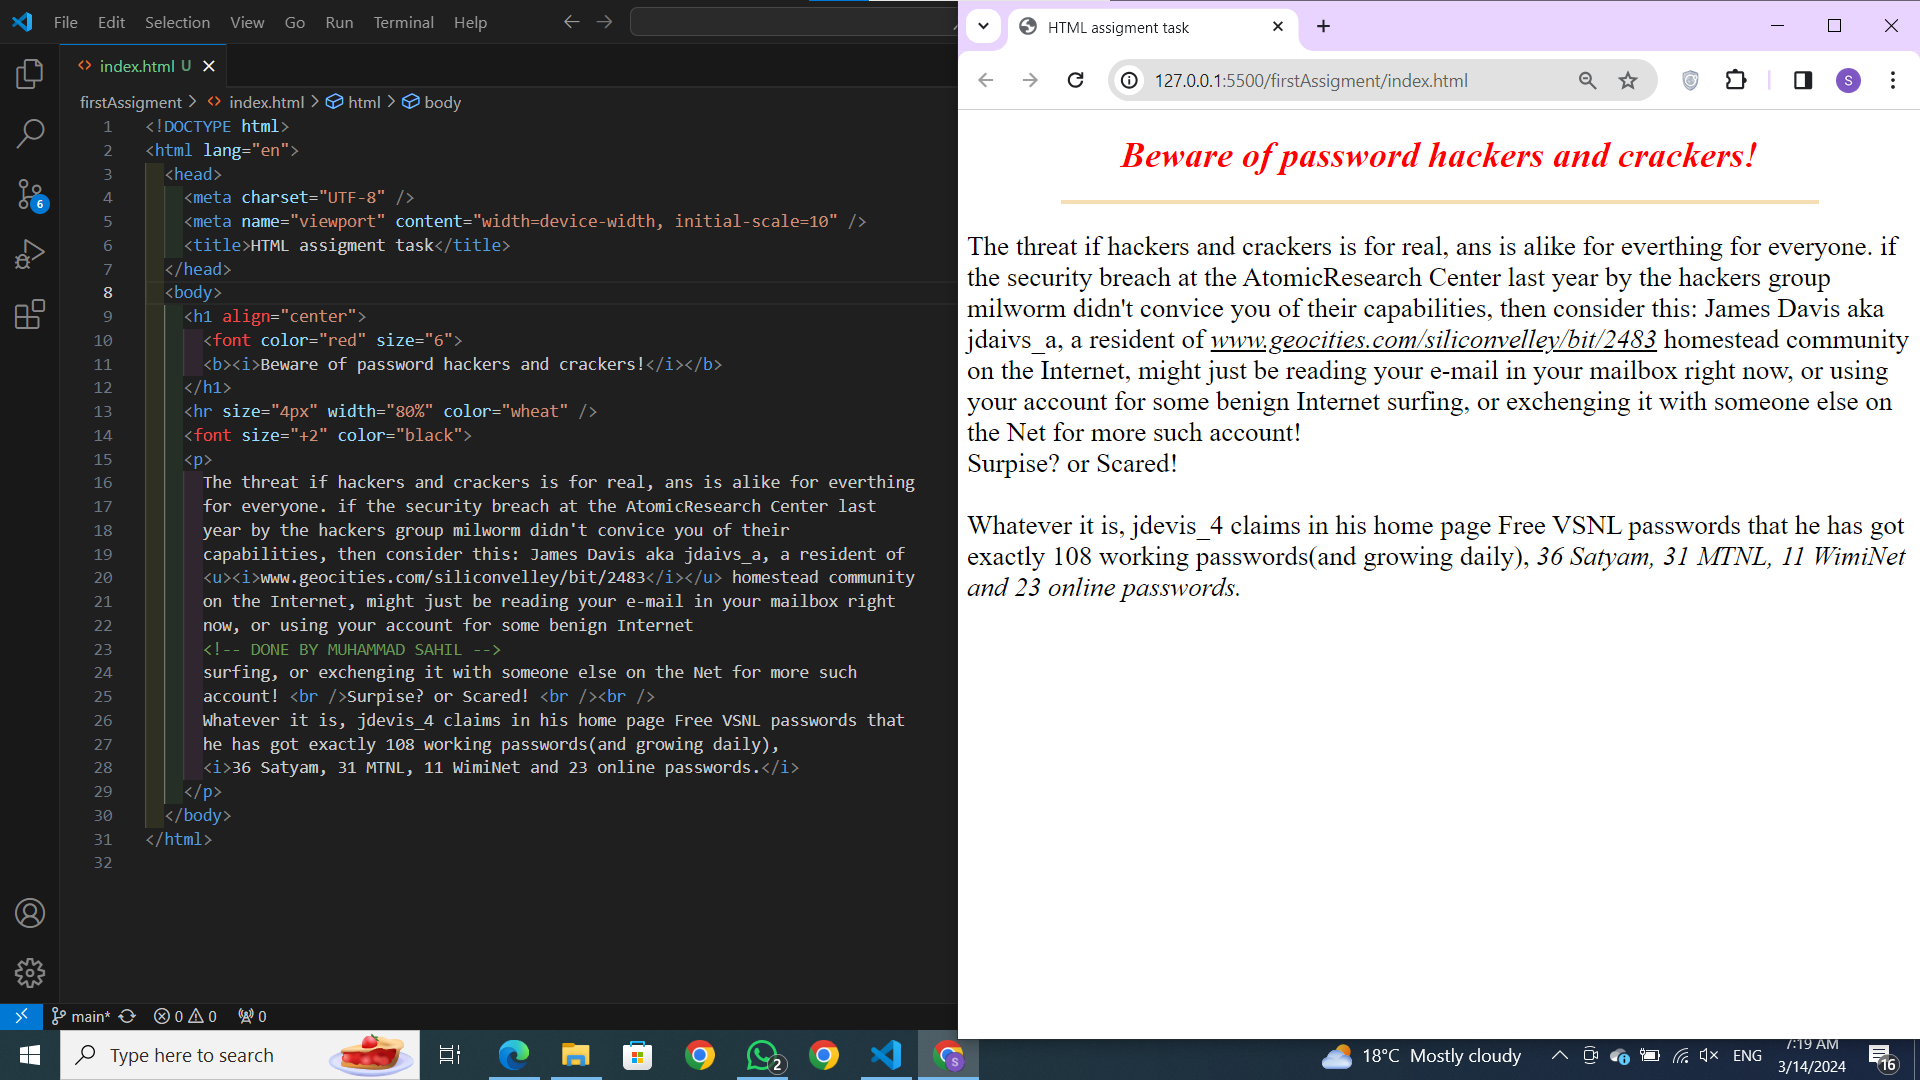 File Edit Selection View Go Run Terminal Help
index.html U
firstAssigment > index.html > html > body
1 <!DOCTYPE html>
2 <html lang="en">
3 <head>
4 <meta charset="UTF-8" />
5 <meta name="viewport" content="width=device-width, initial-scale=10" />
6 <title>HTML assigment task</title>
7 </head>
8 <body>
9 <h1 align="center">
10 <font color="red" size="6">
11 <b><i>Beware of password hackers and crackers!</i></b>
12 </h1>
13 <hr size="4px" width="80%" color="wheat" />
14 <font size="+2" color="black">
15 <p>
16 The threat if hackers and crackers is for real, ans is alike for everthing
17 for everyone. if the security breach at the AtomicResearch Center last
18 year by the hackers group milworm didn't convice you of their
19 capabilities, then consider this: James Davis aka jdaivs_a, a resident of
20 <u><i>www.geocities.com/siliconvelley/bit/2483</i></u> homestead community
21 on the Internet, might just be reading your e-mail in your mailbox right
22 now, or using your account for some benign Internet
23 <!-- DONE BY MUHAMMAD SAHIL -->
24 surfing, or exchenging it with someone else on the Net for more such
25 account! <br />Surpise? or Scared! <br /><br />
26 Whatever it is, jdevis_4 claims in his home page Free VSNL passwords that
27 he has got exactly 108 working passwords(and growing daily),
28 <i>36 Satyam, 31 MTNL, 11 WimiNet and 23 online passwords.</i>
29 </p>
30 </body>
31 </html>
32
6
main* 0 0 0
HTML assigment task
127.0.0.1:5500/firstAssigment/index.html
S
Beware of password hackers and crackers!
The threat if hackers and crackers is for real, ans is alike for everthing for everyone. if
the security breach at the AtomicResearch Center last year by the hackers group
milworm didn't convice you of their capabilities, then consider this: James Davis aka
jdaivs_a, a resident of www.geocities.com/siliconvelley/bit/2483 homestead community
on the Internet, might just be reading your e-mail in your mailbox right now, or using
your account for some benign Internet surfing, or exchenging it with someone else on
the Net for more such account!
Surpise? or Scared!
Whatever it is, jdevis_4 claims in his home page Free VSNL passwords that he has got
exactly 108 working passwords(and growing daily), 36 Satyam, 31 MTNL, 11 WimiNet
and 23 online passwords.
Type here to search
2
S
18°C Mostly cloudy
ENG
7:19 AM
3/14/2024
16